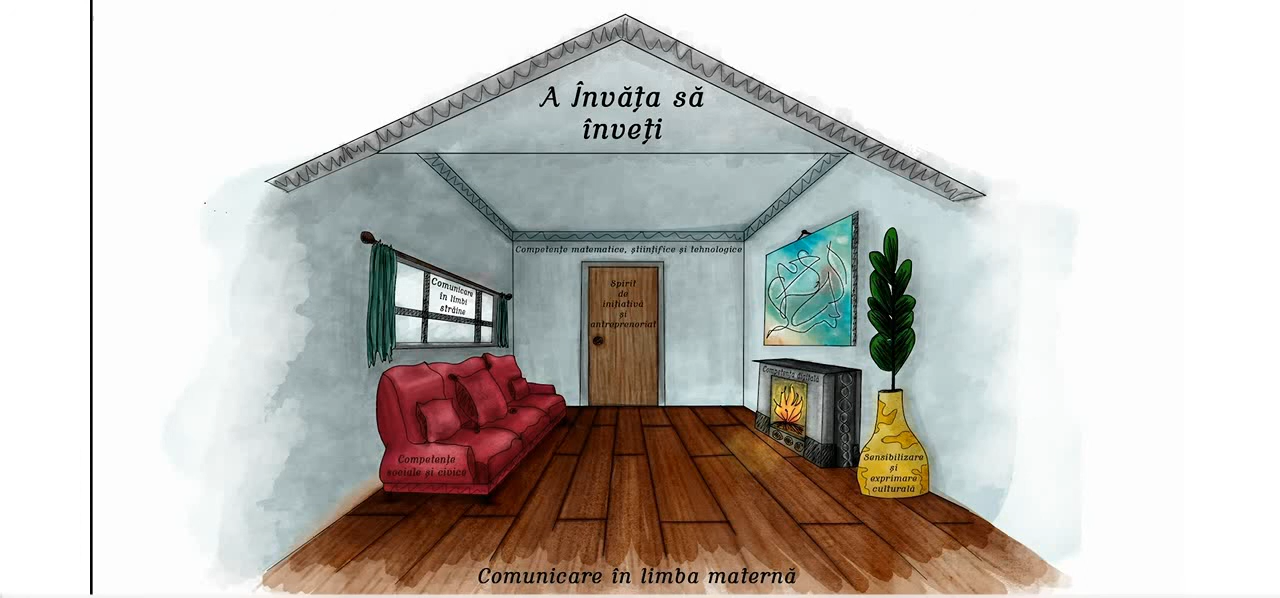 A Învăța să
înveți
Competențe matematice, științifice și tehnologice
Spirit
de
inițiativă
și
antreprenoriat
Comunicare
în limbi
străine
Competența digitală
Competențe
sociale și civice
Sensibilizare
și
exprimare
culturală
Comunicare în limba maternă